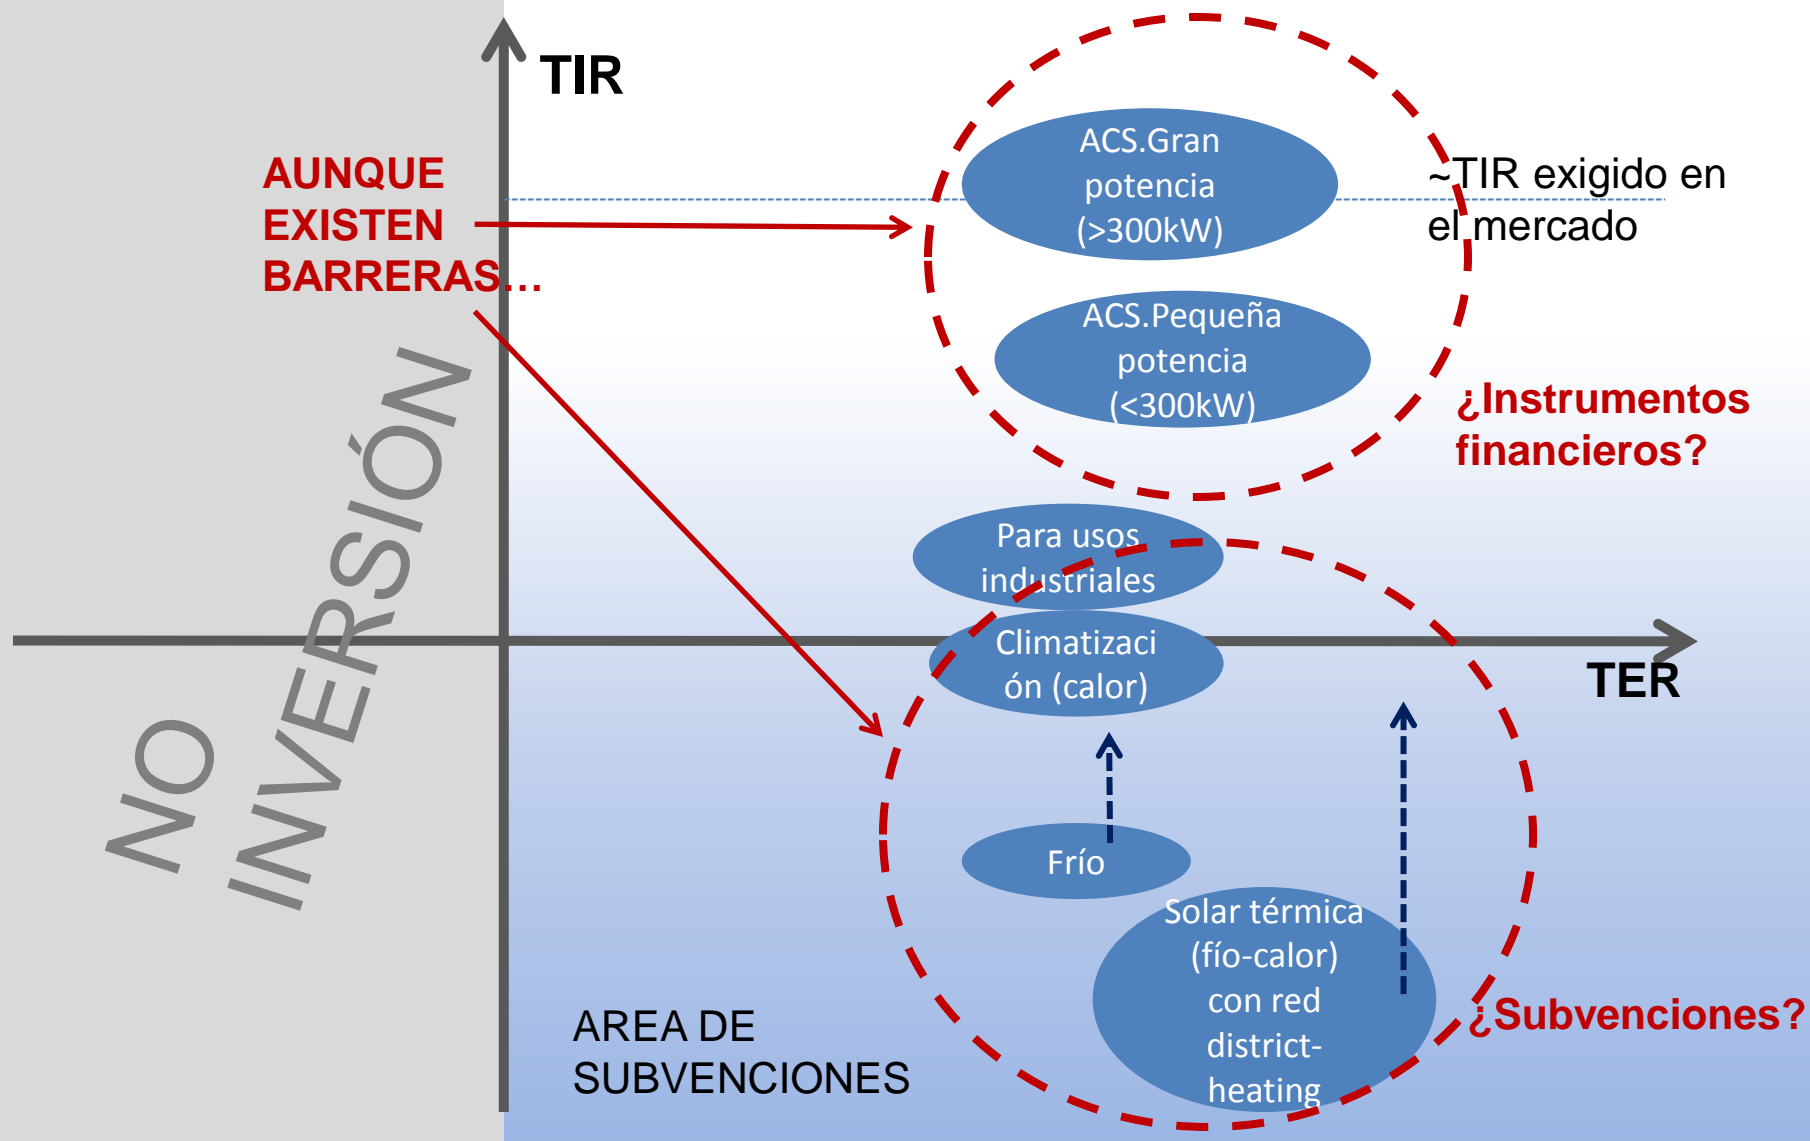 TIR
AUNQUE
EXISTEN
BARRERAS...
ACS.Gran
potencia
(>300kW)
~TIR exigido en
el mercado
ACS.Pequeña
potencia
(<300kW)
¿Instrumentos
financieros?
NO
INVERSIÓN
Para usos
industriales
Climatizaci
ón (calor)
TER
Frío
Solar térmica
(fío-calor)
con red
district-
heating
¿Subvenciones?
AREA DE
SUBVENCIONES